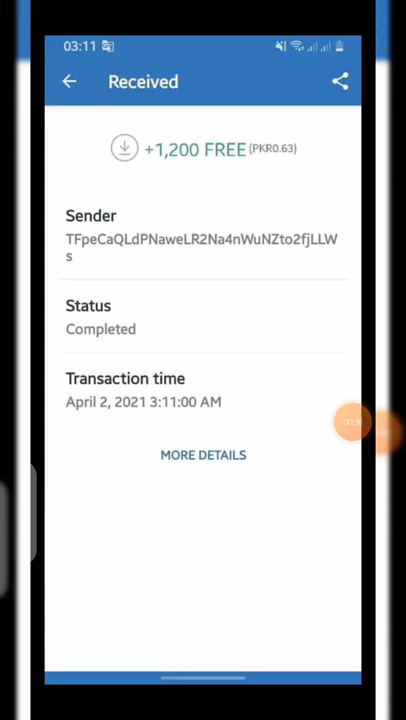 03:11
Received
+1,200 FREE (PKR0.63)
Sender
TFpeCaQLdPNaweLR2Na4nWuNZto2fjLLW
s
Status
Completed
Transaction time
April 2, 2021 3:11:00 AM
MORE DETAILS